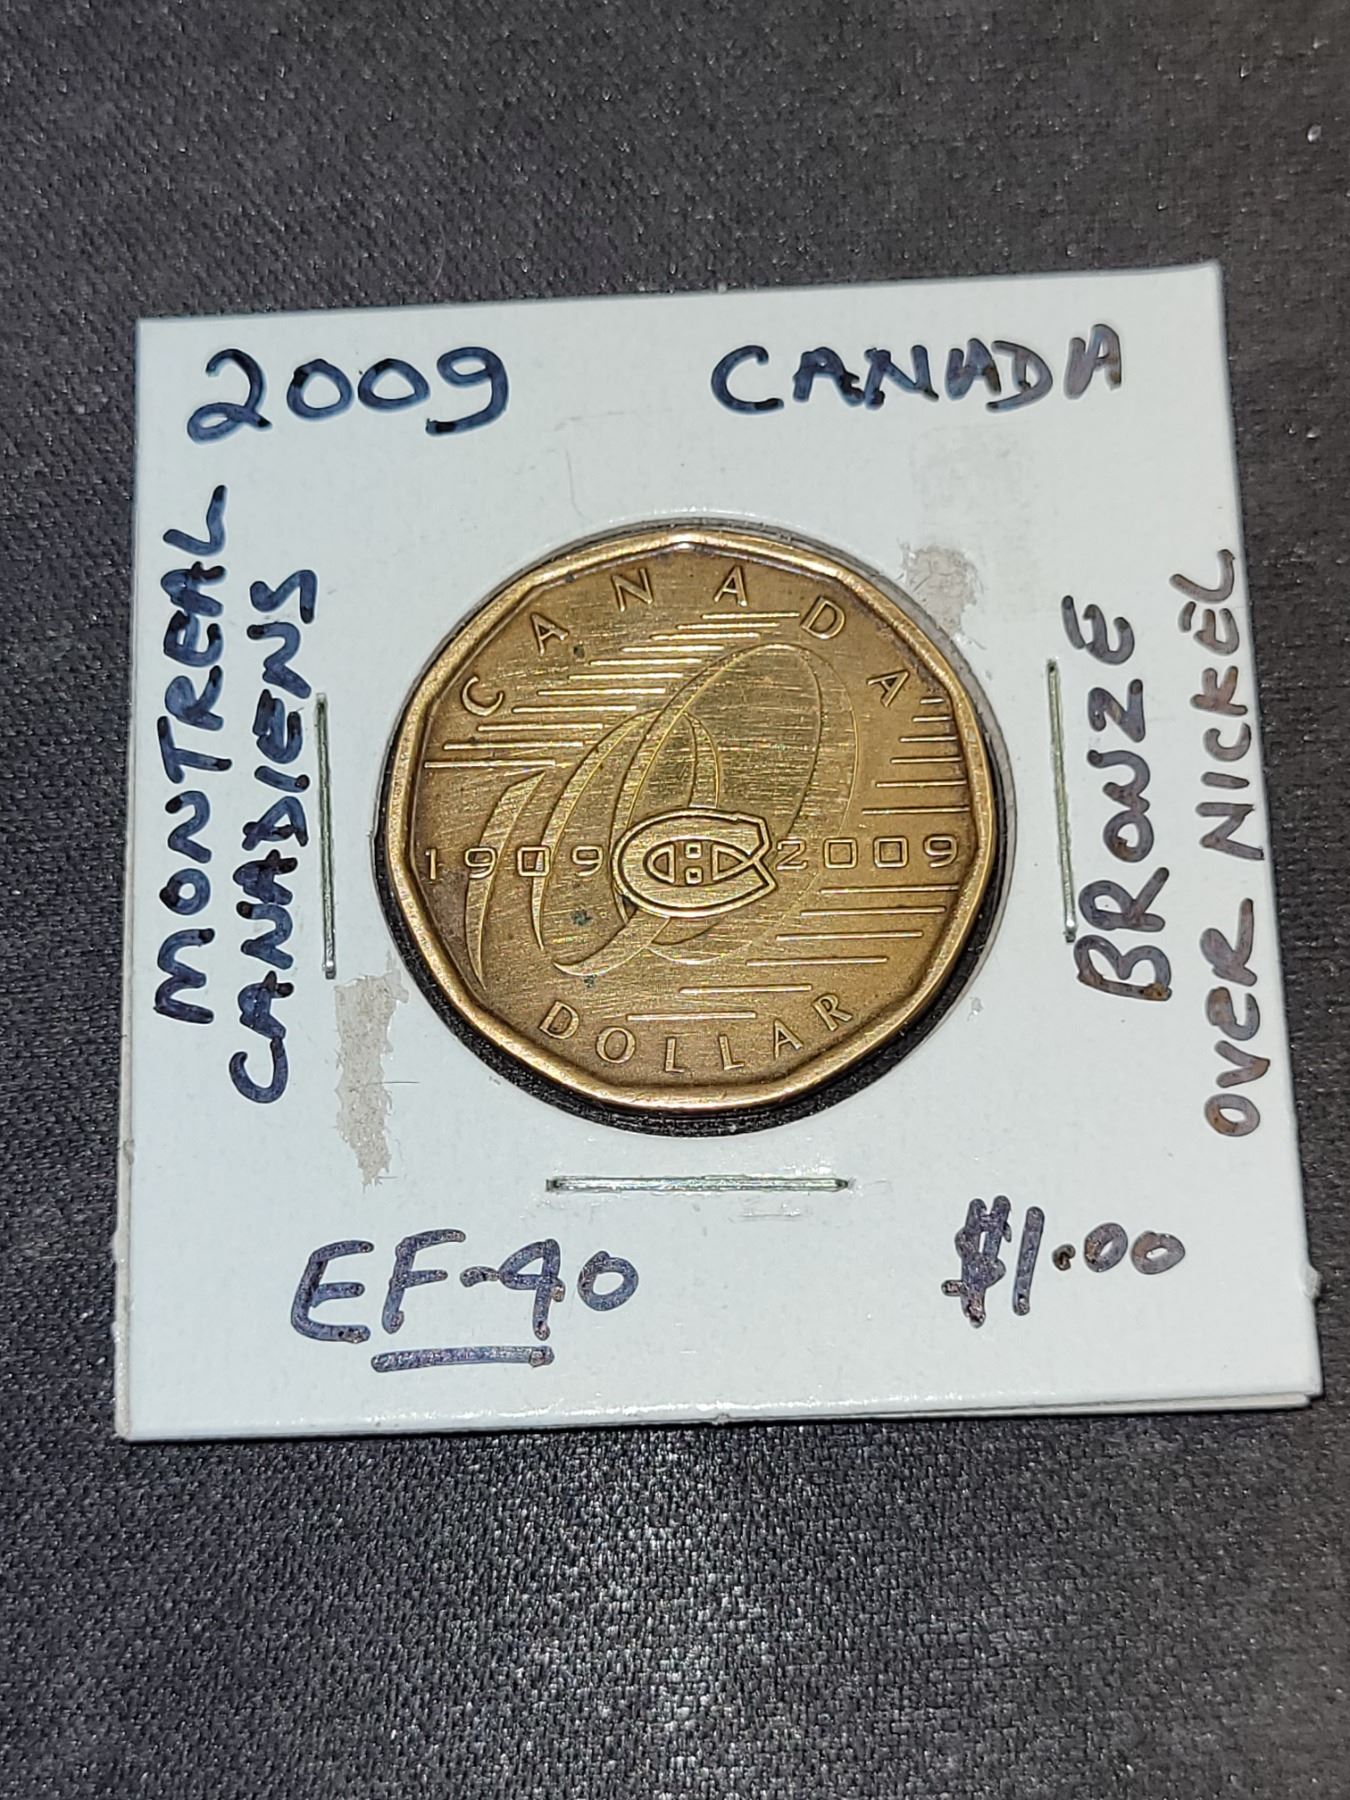 2009 CANADA
MONTREAL
CANADIENS
CANADA
1909 2009
DOLLAR
BRONZE
OVER NICKEL
EF-40
$1.00